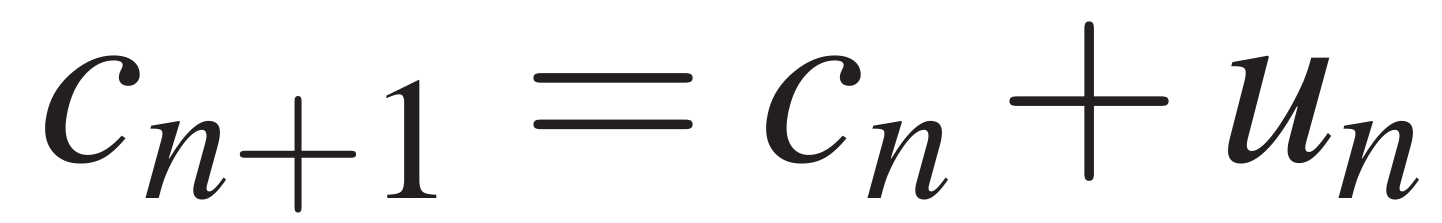 c_{n+1} = c_n + u_n